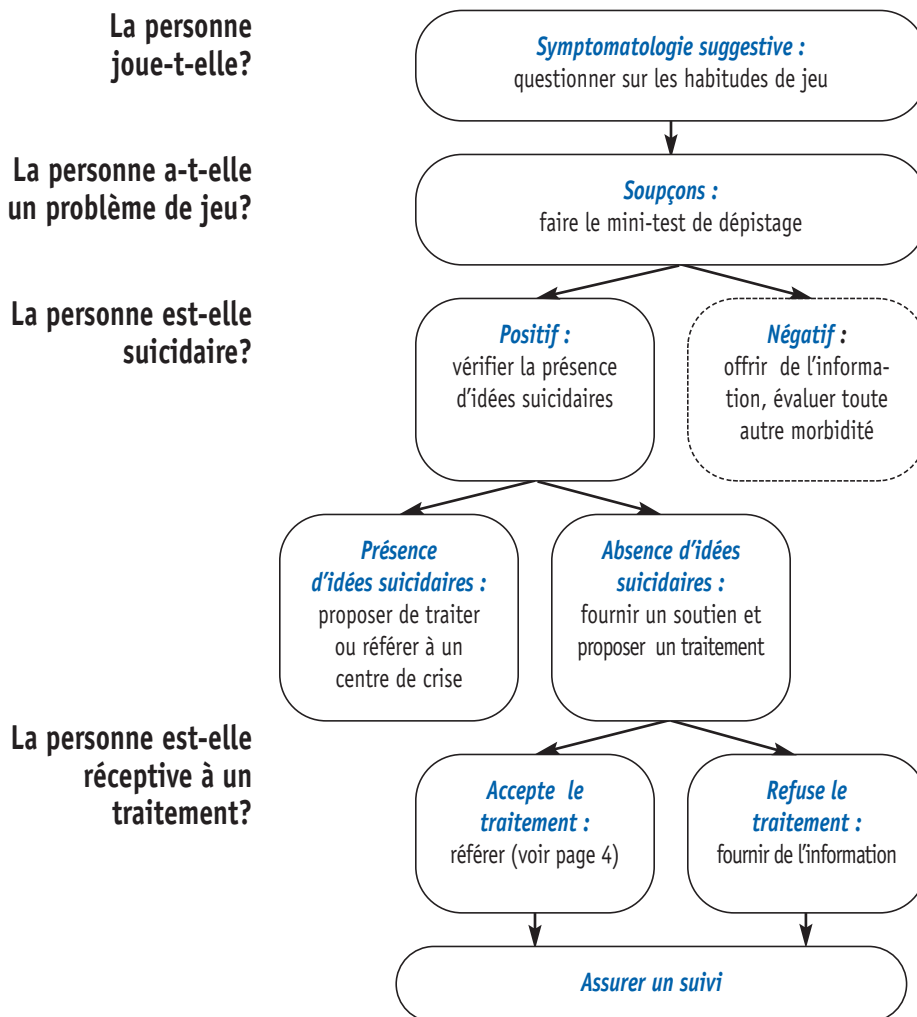 La personne
joue-t-elle?
Symptomatologie suggestive :
questionner sur les habitudes de jeu
La personne a-t-elle
un problème de jeu?
Soupçons :
faire le mini-test de dépistage
La personne est-elle
suicidaire?
Positif :
vérifier la présence
d'idées suicidaires
Négatif :
offrir de l'informa-
tion, évaluer toute
autre morbidité
Présence
d'idées suicidaires :
proposer de traiter
ou référer à un
centre de crise
Absence d'idées
suicidaires :
fournir un soutien et
proposer un traitement
La personne est-elle
réceptive à un
traitement?
Accepte le
traitement :
référer (voir page 4)
Refuse le
traitement :
fournir de l'information
Assurer un suivi